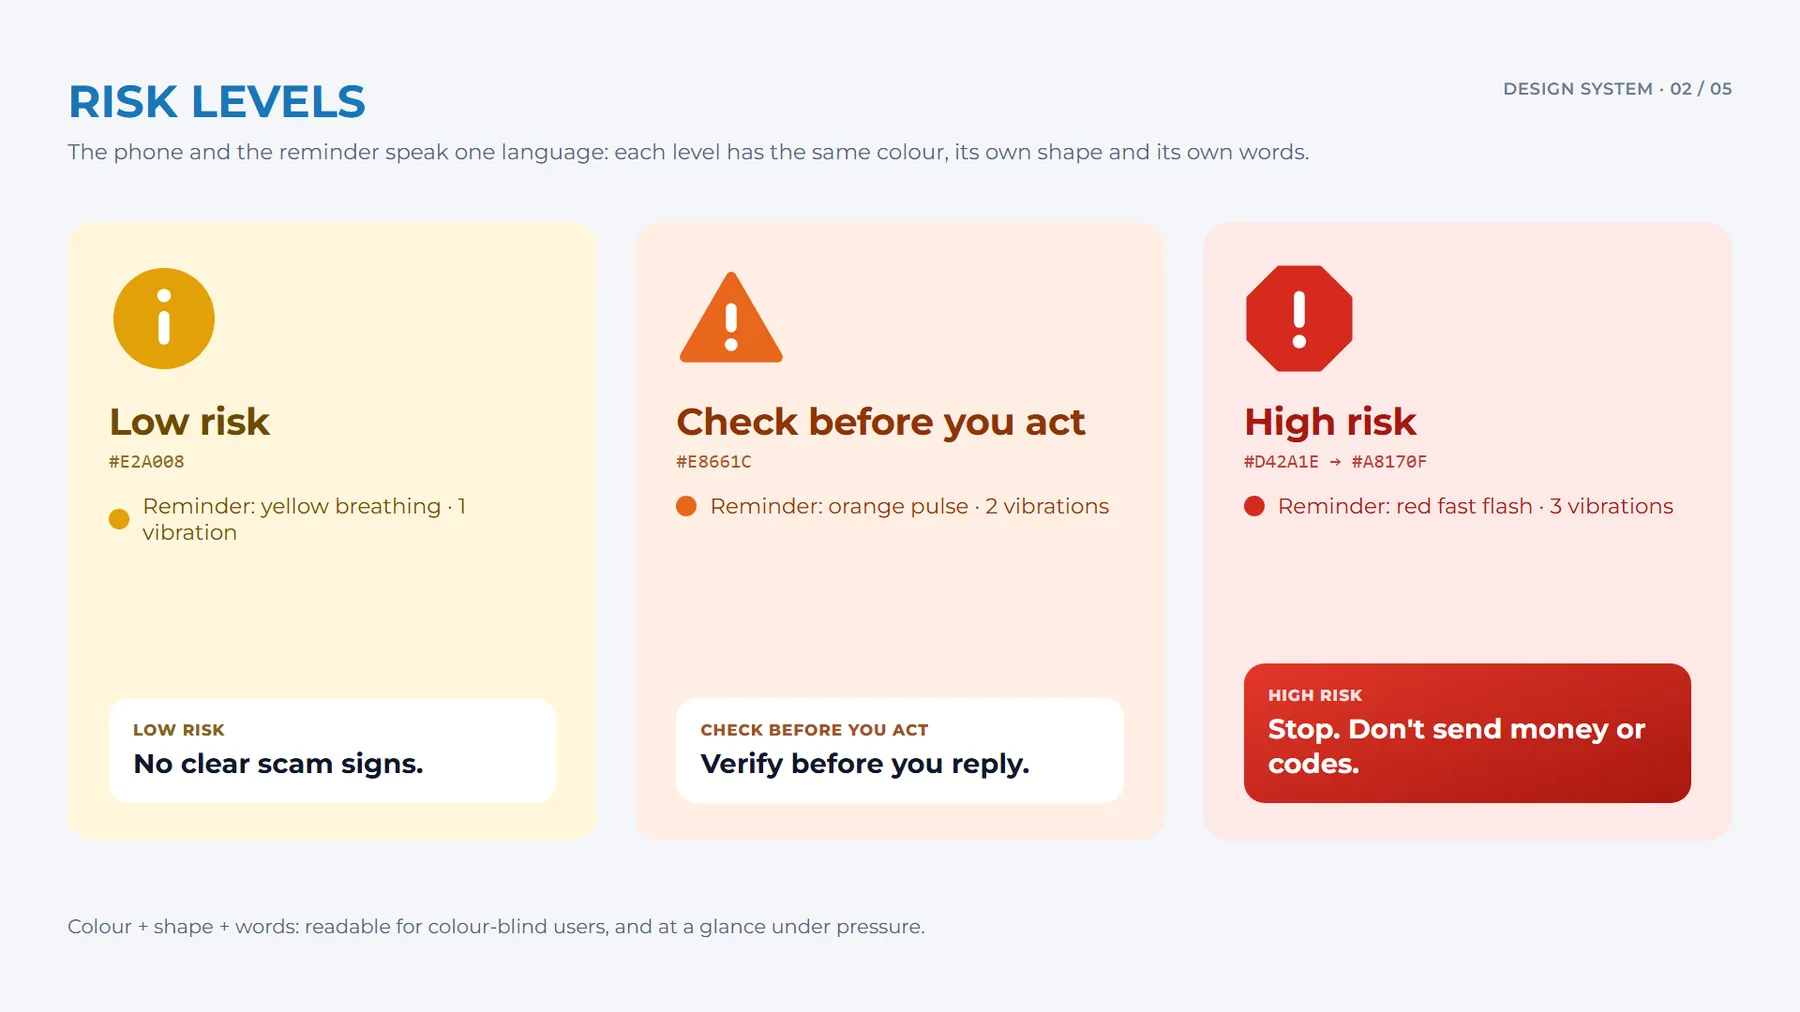 RISK LEVELS
DESIGN SYSTEM · 02 / 05
The phone and the reminder speak one language: each level has the same colour, its own shape and its own words.
Low risk
#E2A008
Reminder: yellow breathing · 1
vibration
LOW RISK
No clear scam signs.
Check before you act
#E8661C
Reminder: orange pulse · 2 vibrations
CHECK BEFORE YOU ACT
Verify before you reply.
High risk
#D42A1E → #A8170F
Reminder: red fast flash · 3 vibrations
HIGH RISK
Stop. Don't send money or
codes.
Colour + shape + words: readable for colour-blind users, and at a glance under pressure.